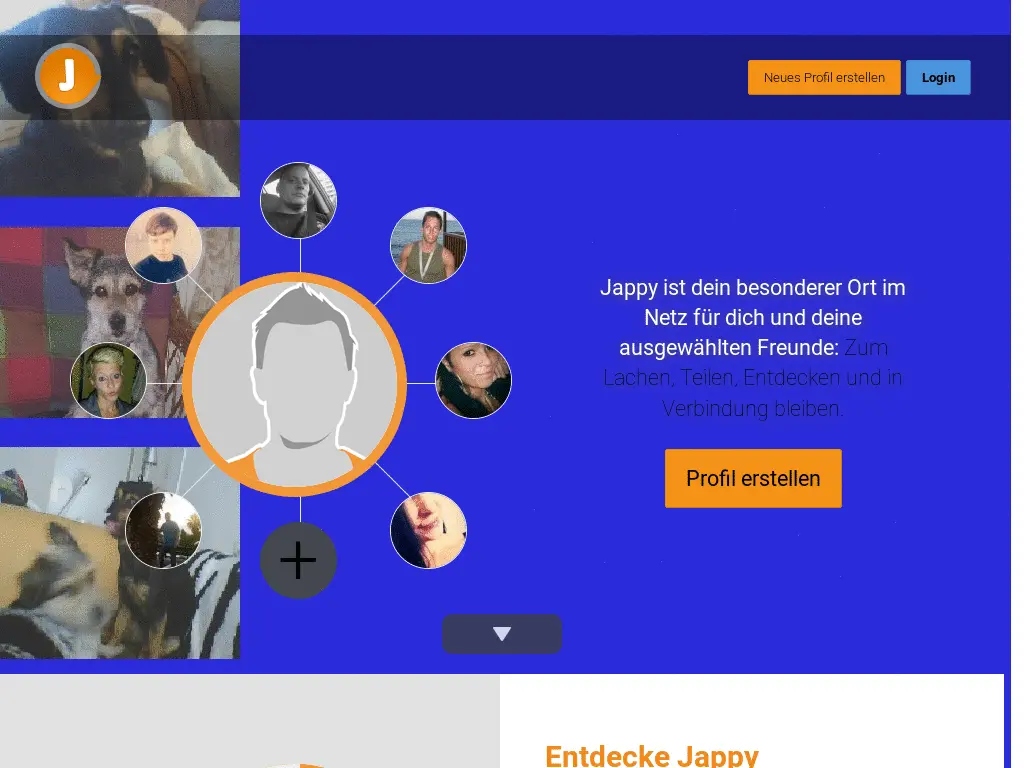 J
Neues Profil erstellen
Login
Jappy ist dein besonderer Ort im
Netz für dich und deine
ausgewählten Freunde: Zum
Lachen, Teilen, Entdecken und in
Verbindung bleiben.
Profil erstellen
Entdecke Jappy